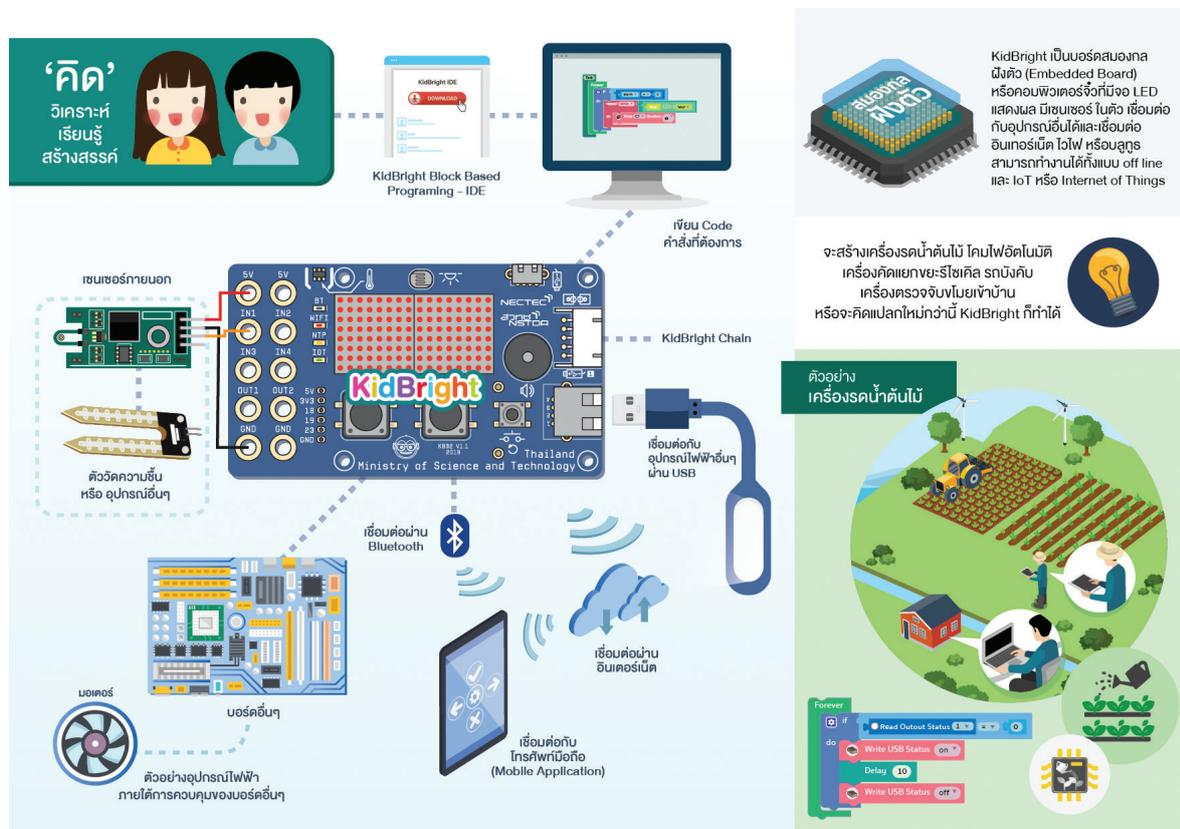 ‘คิด’
วิเคราะห์
เรียนรู้
สร้างสรรค์
KidBright IDE
DOWNLOAD
KidBright Block Based
Programing - IDE
เขียน Code
คำสั่งที่ต้องการ
สมองกล
ฝังตัว
KidBright เป็นบอร์ดสมองกล
ฝังตัว (Embedded Board)
หรือคอมพิวเตอร์จิ๋วที่มีจอ LED
แสดงผล มีเซนเซอร์ ในตัว เชื่อมต่อ
กับอุปกรณ์อื่นได้และเชื่อมต่อ
อินเทอร์เน็ต ไวไฟ หรือบลูทูธ
สามารถทำงานได้ทั้งแบบ off line
และ IoT หรือ Internet of Things
จะสร้างเครื่องรดน้ำต้นไม้ โคมไฟอัตโนมัติ
เครื่องคัดแยกขยะรีไซเคิล รถบังคับ
เครื่องตรวจจับขโมยเข้าบ้าน
หรือจะคิดแปลกใหม่กว่านี้ KidBright ก็ทำได้
เซนเซอร์ภายนอก
ตัววัดความชื้น
หรือ อุปกรณ์อื่นๆ
5V 5V
IN1 IN2
IN3 IN4
OUT1 OUT2
GND GND
BT
WIFI
NTP
IOT
5V
3V3
18
19
23
GND
NECTEC
สวทช
NSTDA
KidBright
KB32 V1.1
2018
Thailand
Ministry of Science and Technology
KidBright Chain
เชื่อมต่อกับ
อุปกรณ์ไฟฟ้าอื่นๆ
ผ่าน USB
เชื่อมต่อผ่าน
Bluetooth
เชื่อมต่อผ่าน
อินเตอร์เน็ต
เชื่อมต่อกับ
โทรศัพท์มือถือ
(Mobile Application)
บอร์ดอื่นๆ
มอเตอร์
ตัวอย่างอุปกรณ์ไฟฟ้า
ภายใต้การควบคุมของบอร์ดอื่นๆ
ตัวอย่าง
เครื่องรดน้ำต้นไม้
Forever
if Read Outout Status 1 = 0
do Write USB Status on
Delay 10
Write USB Status off